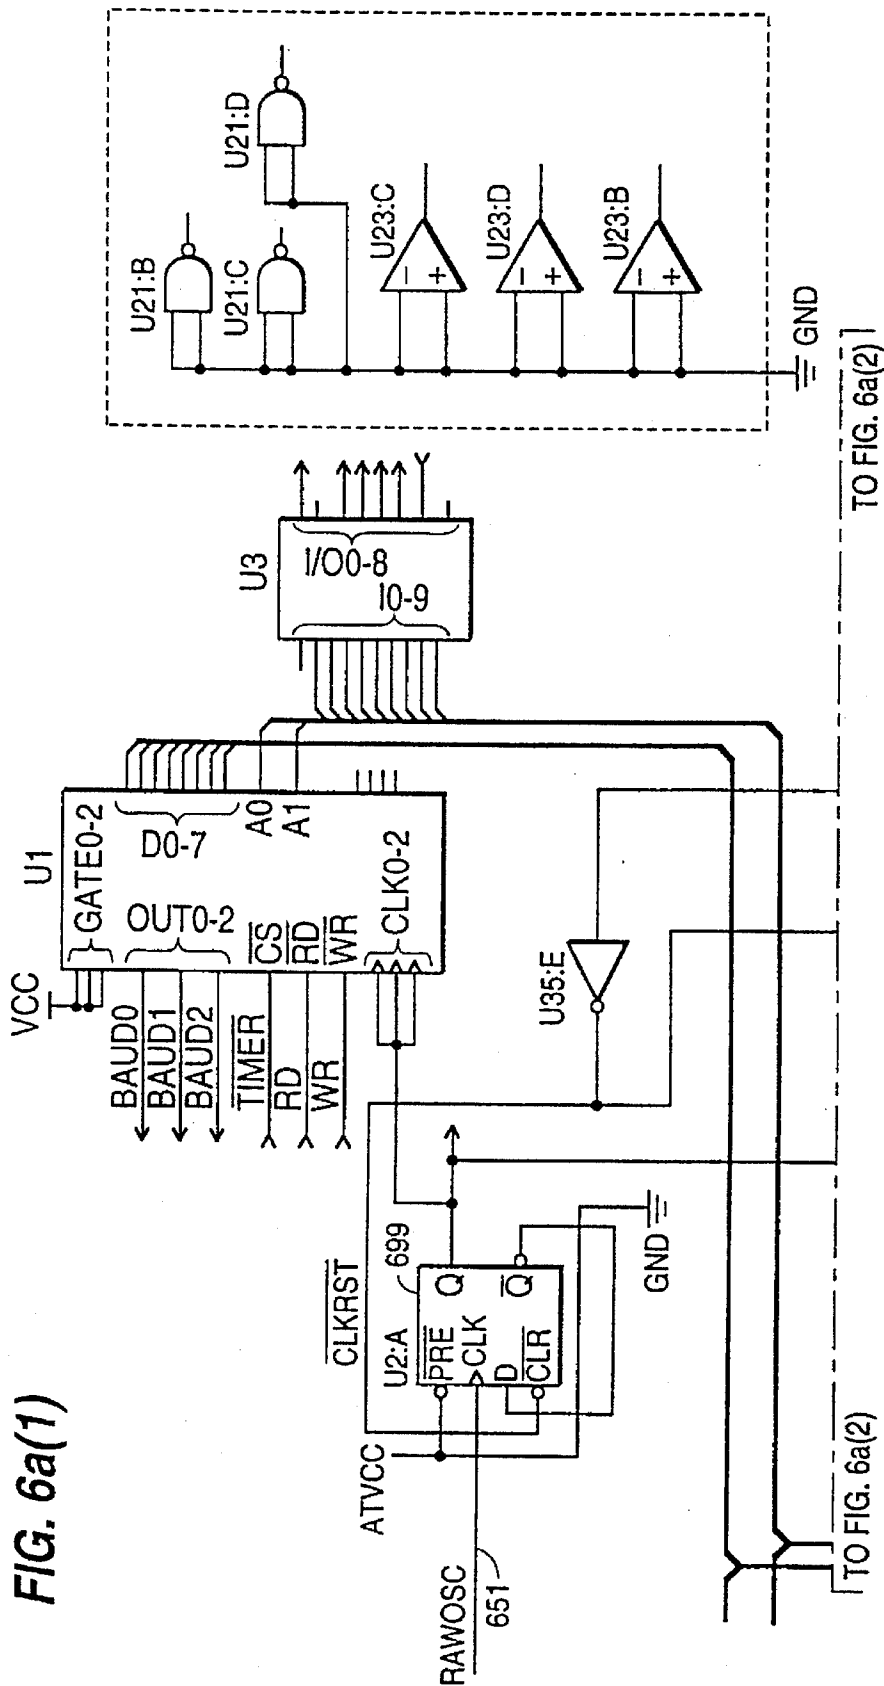 FIG. 6a(1)
VCC
U1
GATE0-2
D0-7
OUT0-2
A0
A1
CS
RD
WR
CLK0-2
BAUD0
BAUD1
BAUD2
TIMER
RD
WR
U3
I/O0-8
I0-9
U21:B
U21:C
U21:D
U23:C
U23:D
U23:B
GND
CLKRST
U2:A
699
PRE
CLK
D
CLR
Q
Q
ATVCC
RAWOSC
651
GND
U35:E
TO FIG. 6a(2)
TO FIG. 6a(2)